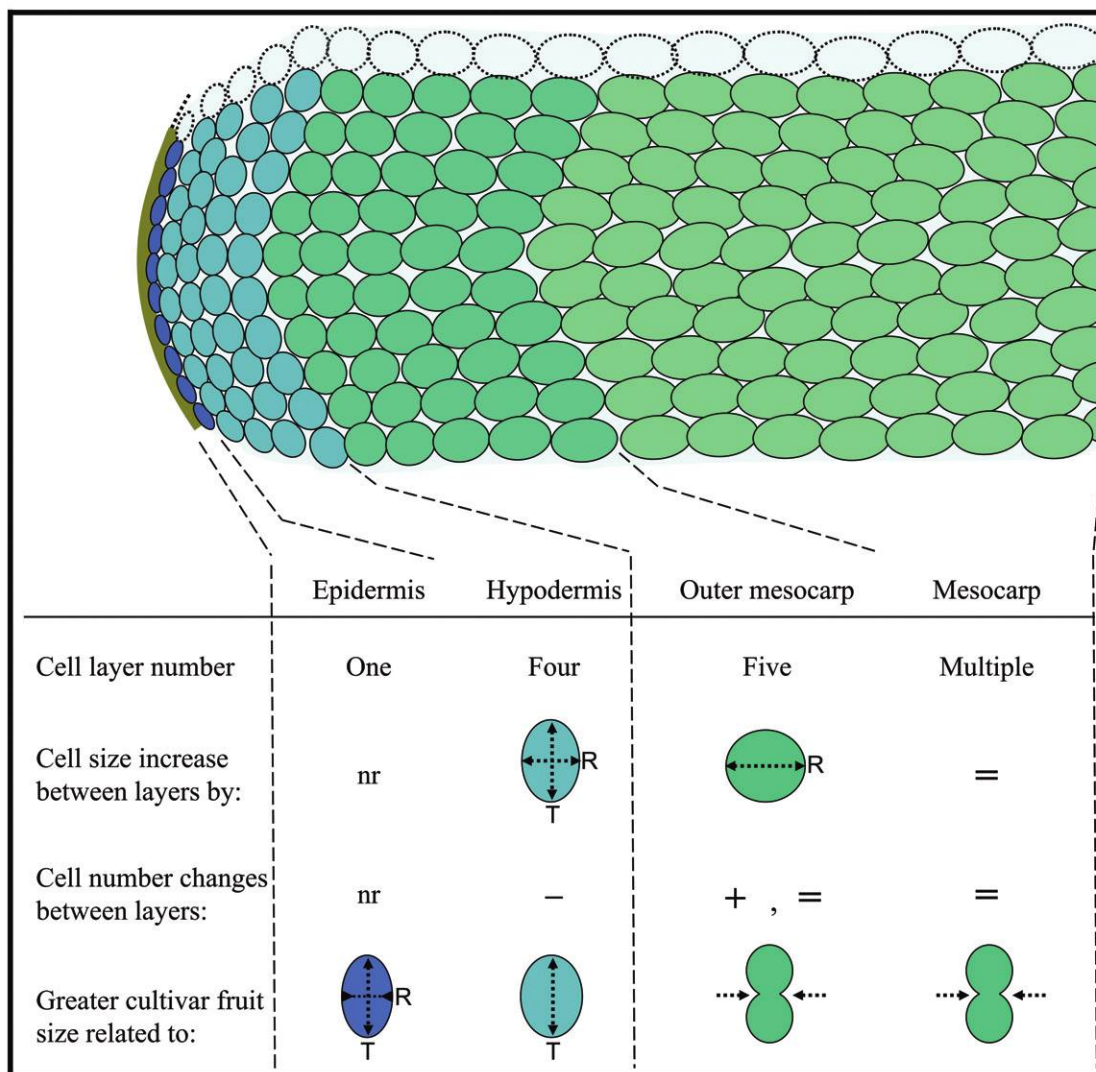 Epidermis Hypodermis Outer mesocarp Mesocarp
Cell layer number One Four Five Multiple
Cell size increase
between layers by: nr R T R =
Cell number changes
between layers: nr – + , = =
Greater cultivar fruit
size related to: R T T